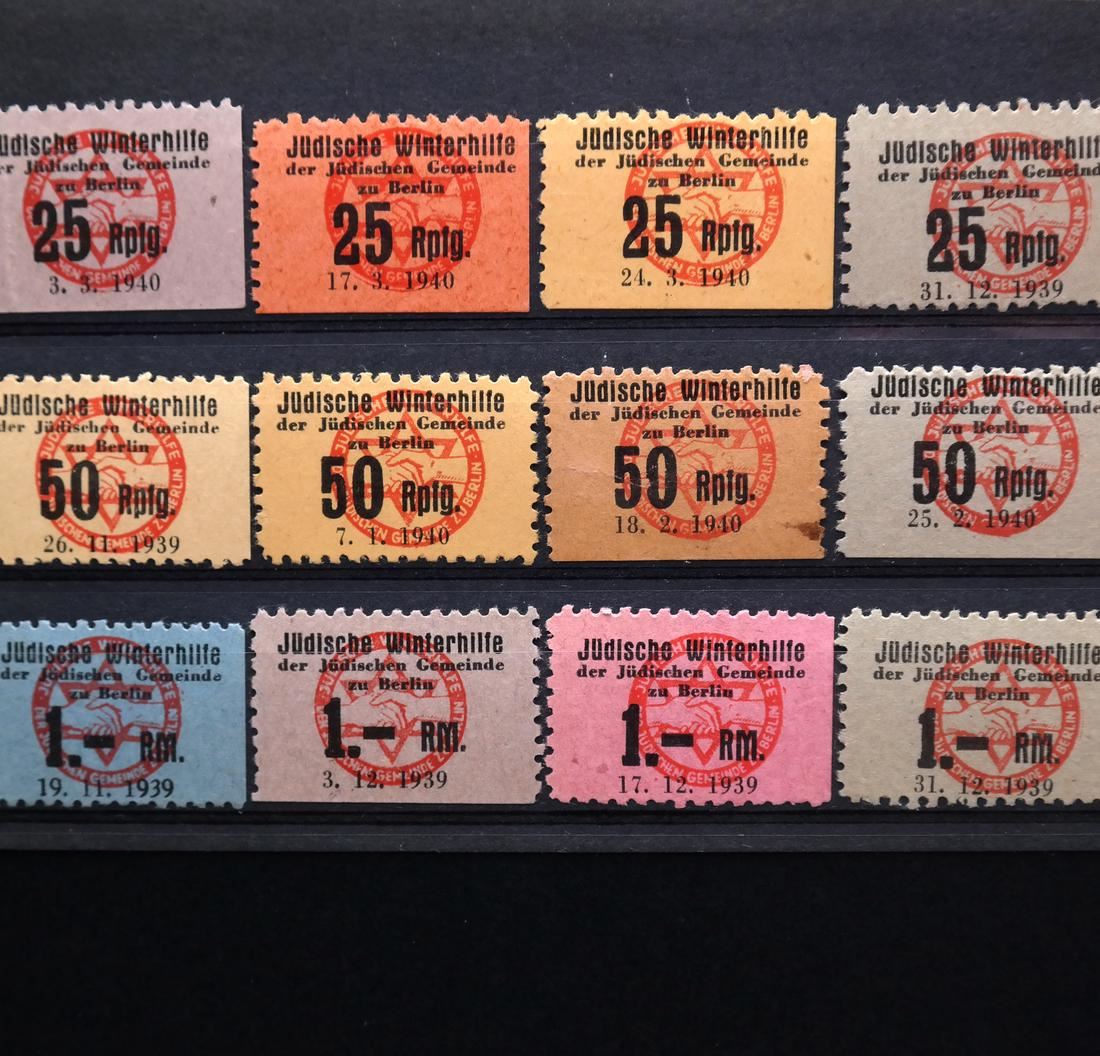 Jüdische Winterhilfe
der Jüdischen Gemeinde
zu Berlin
25 Rpfg.
3. 3. 1940
Jüdische Winterhilfe
der Jüdischen Gemeinde
zu Berlin
25 Rpfg.
17. 3. 1940
Jüdische Winterhilfe
der Jüdischen Gemeinde
zu Berlin
25 Rpfg.
24. 3. 1940
Jüdische Winterhilfe
der Jüdischen Gemeinde
zu Berlin
25 Rpfg.
31. 12. 1939
Jüdische Winterhilfe
der Jüdischen Gemeinde
zu Berlin
50 Rpfg.
26. 11. 1939
Jüdische Winterhilfe
der Jüdischen Gemeinde
zu Berlin
50 Rpfg.
7. 1. 1940
Jüdische Winterhilfe
der Jüdischen Gemeinde
zu Berlin
50 Rpfg.
18. 2. 1940
Jüdische Winterhilfe
der Jüdischen Gemeinde
zu Berlin
50 Rpfg.
25. 2. 1940
Jüdische Winterhilfe
der Jüdischen Gemeinde
zu Berlin
1.- RM.
19. 11. 1939
Jüdische Winterhilfe
der Jüdischen Gemeinde
zu Berlin
1.- RM.
3. 12. 1939
Jüdische Winterhilfe
der Jüdischen Gemeinde
zu Berlin
1.- RM.
17. 12. 1939
Jüdische Winterhilfe
der Jüdischen Gemeinde
zu Berlin
1.- RM.
31. 12. 1939